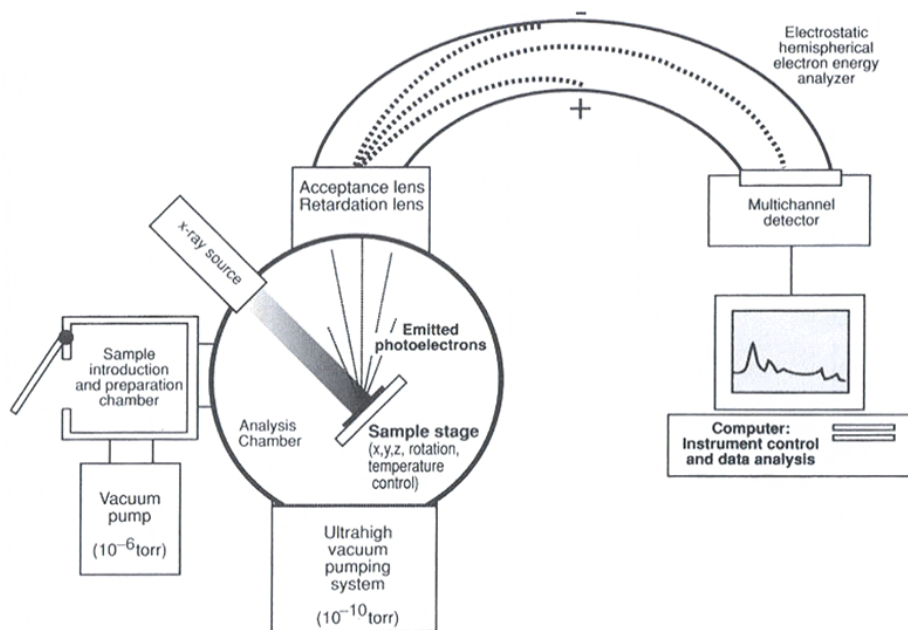 -
+
Electrostatic
hemispherical
electron energy
analyzer
Acceptance lens
Retardation lens
Multichannel
detector
x-ray source
Emitted
photoelectrons
Sample
introduction
and preparation
chamber
Analysis
Chamber
Sample stage
(x,y,z, rotation,
temperature
control)
Computer:
Instrument control
and data analysis
Vacuum
pump
(10⁻⁶torr)
Ultrahigh
vacuum
pumping
system
(10⁻¹⁰torr)